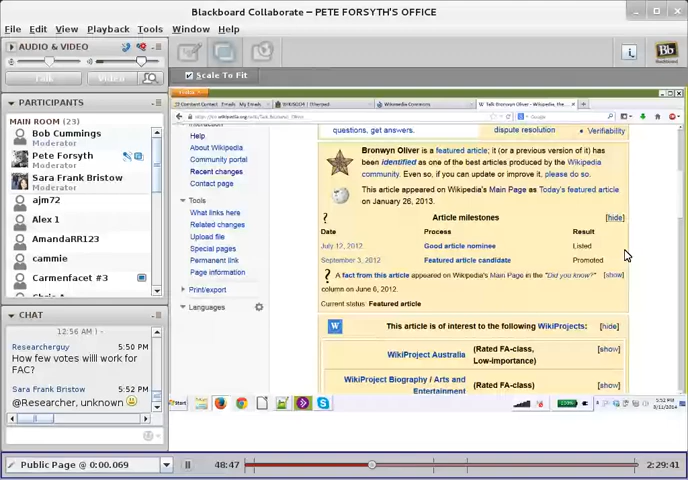 Blackboard Collaborate – PETE FORSYTH'S OFFICE
File Edit View Playback Tools Window Help
AUDIO & VIDEO
Talk Video
Scale To Fit
PARTICIPANTS
MAIN ROOM (23)
Bob Cummings
Moderator
Pete Forsyth
Moderator
Sara Frank Bristow
Moderator
ajm72
Alex 1
AmandaRR123
cammie
Carmenfacet #3
CHAT
12:56 AM ) -
Researcherguy 5:50 PM
How few votes willl work for
FAC?
Sara Frank Bristow 5:52 PM
@Researcher, unknown
Public Page @ 0:00.069
48:47
2:29:41
Help
About Wikipedia
Community portal
Recent changes
Contact page
Tools
What links here
Related changes
Upload file
Special pages
Permanent link
Page information
Print/export
Languages
questions, get answers.
dispute resolution
Verifiability
Bronwyn Oliver is a featured article; it (or a previous version of it) has
been identified as one of the best articles produced by the Wikipedia
community. Even so, if you can update or improve it, please do so.
This article appeared on Wikipedia's Main Page as Today's featured article
on January 26, 2013.
Article milestones [hide]
Date Process Result
July 12, 2012. Good article nominee Listed
September 3, 2012 Featured article candidate Promoted
A fact from this article appeared on Wikipedia's Main Page in the "Did you know?" [show]
column on June 6, 2012.
Current status: Featured article
This article is of interest to the following WikiProjects: [hide]
WikiProject Australia (Rated FA-class, Low-importance) [show]
WikiProject Biography / Arts and
Entertainment (Rated FA-class) [show]
5:52 PM